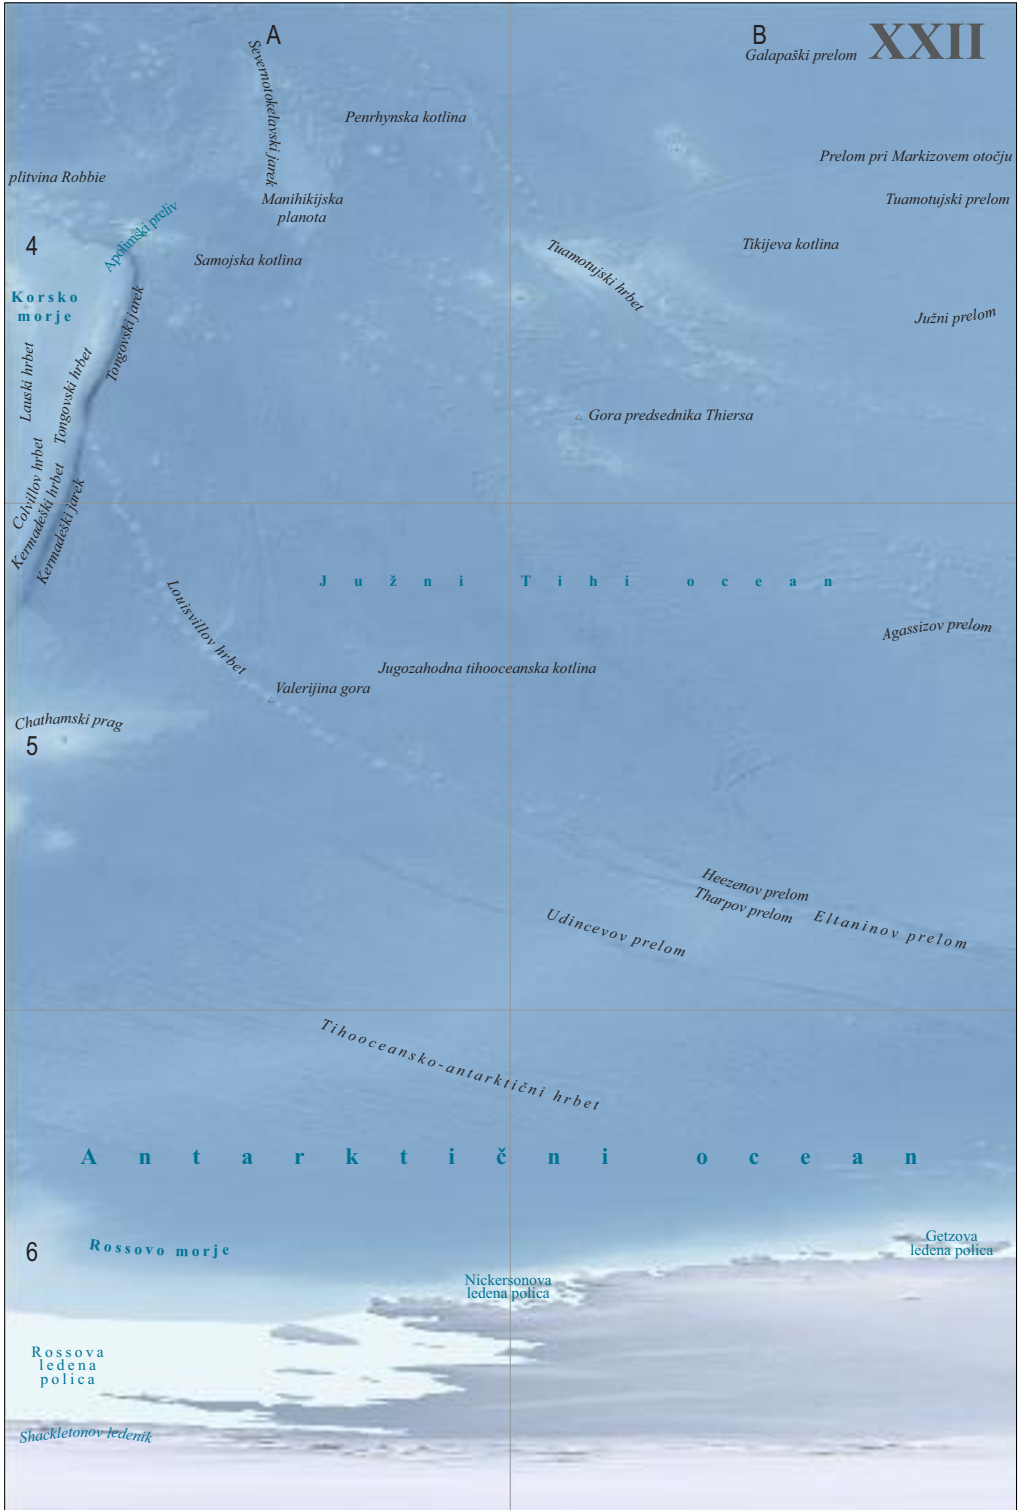 A
B
XXII
Galapaški prelom
Severnotokelavski jarek
Penrhynska kotlina
Prelom pri Markizovem otočju
plitvina Robbie
Manihikijska
planota
Tuamotujski prelom
Apolimski preliv
4
Samojska kotlina
Tuamotujski hrbet
Tikijeva kotlina
Korsko
morje
Tongovski jarek
Južni prelom
Lauski hrbet
Tongovski hrbet
Gora predsednika Thiersa
Colvillov hrbet
Kermadeški hrbet
Kermadeški jarek
Južni Tihi ocean
Louisvillov hrbet
Agassizov prelom
Jugozahodna tihooceanska kotlina
Valerijina gora
Chathamski prag
5
Heezenov prelom
Tharpov prelom
Eltaninov prelom
Udincevov prelom
Tihooceansko-antarktični hrbet
Antarktični ocean
6
Rossovo morje
Getzova
ledena polica
Nickersonova
ledena polica
Rossova
ledena
polica
Shackletonov ledenik